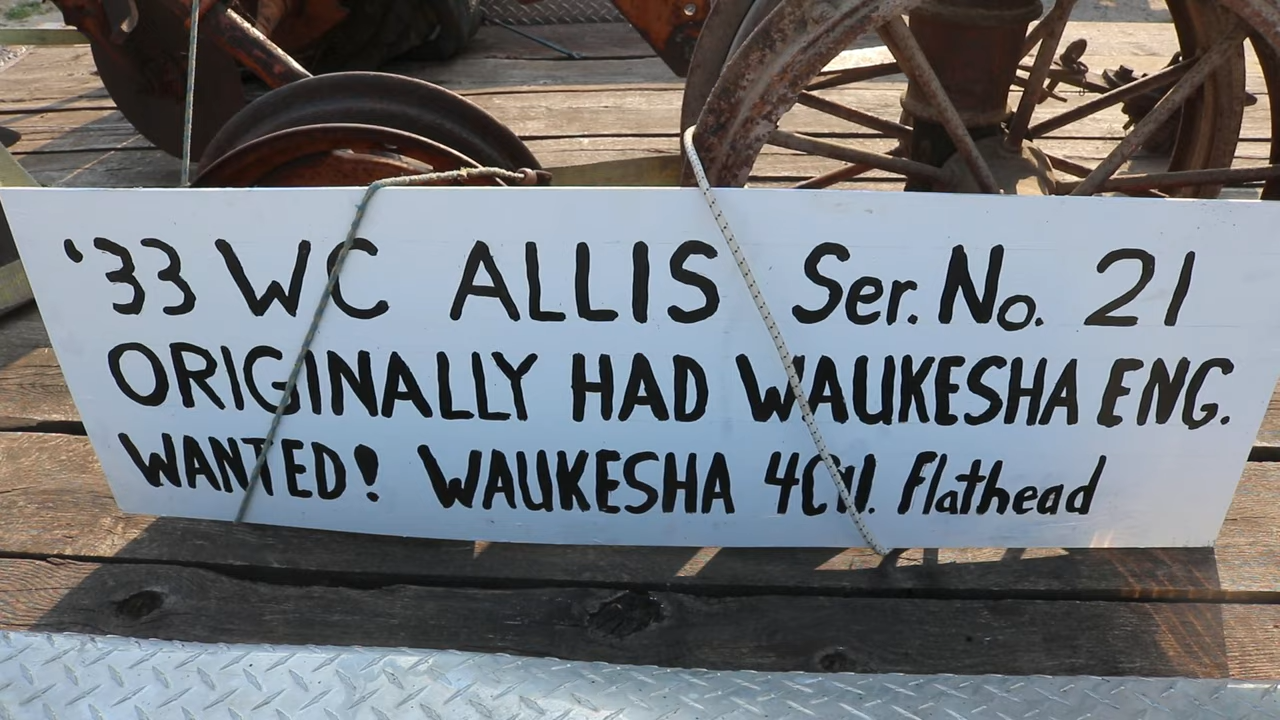 '33 WC ALLIS Ser. No. 21
ORIGINALLY HAD WAUKESHA ENG.
WANTED! WAUKESHA 4Cyl. Flathead